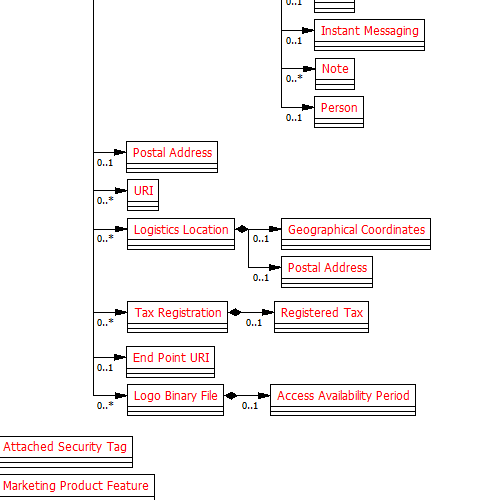 0..1
Instant Messaging
0..1
Note
0..*
Person
0..1
Postal Address
0..1
URI
0..*
Logistics Location
Geographical Coordinates
0..*
0..1
Postal Address
0..1
Tax Registration
Registered Tax
0..*
0..1
End Point URI
0..1
Logo Binary File
Access Availability Period
0..*
0..1
Attached Security Tag
Marketing Product Feature